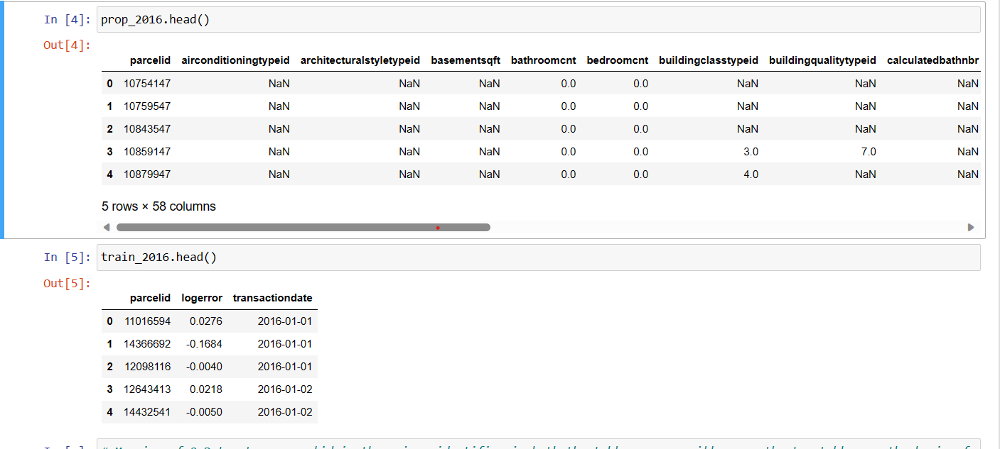 In [4]: prop_2016.head()
Out[4]:
parcelid airconditioningtypeid architecturalstyletypeid basementsqft bathroomcnt bedroomcnt buildingclasstypeid buildingqualitytypeid calculatedbathnbr
0 10754147 NaN NaN NaN 0.0 0.0 NaN NaN NaN
1 10759547 NaN NaN NaN 0.0 0.0 NaN NaN NaN
2 10843547 NaN NaN NaN 0.0 0.0 NaN NaN NaN
3 10859147 NaN NaN NaN 0.0 0.0 3.0 7.0 NaN
4 10879947 NaN NaN NaN 0.0 0.0 4.0 NaN NaN
5 rows × 58 columns
In [5]: train_2016.head()
Out[5]:
parcelid logerror transactiondate
0 11016594 0.0276 2016-01-01
1 14366692 -0.1684 2016-01-01
2 12098116 -0.0040 2016-01-01
3 12643413 0.0218 2016-01-02
4 14432541 -0.0050 2016-01-02